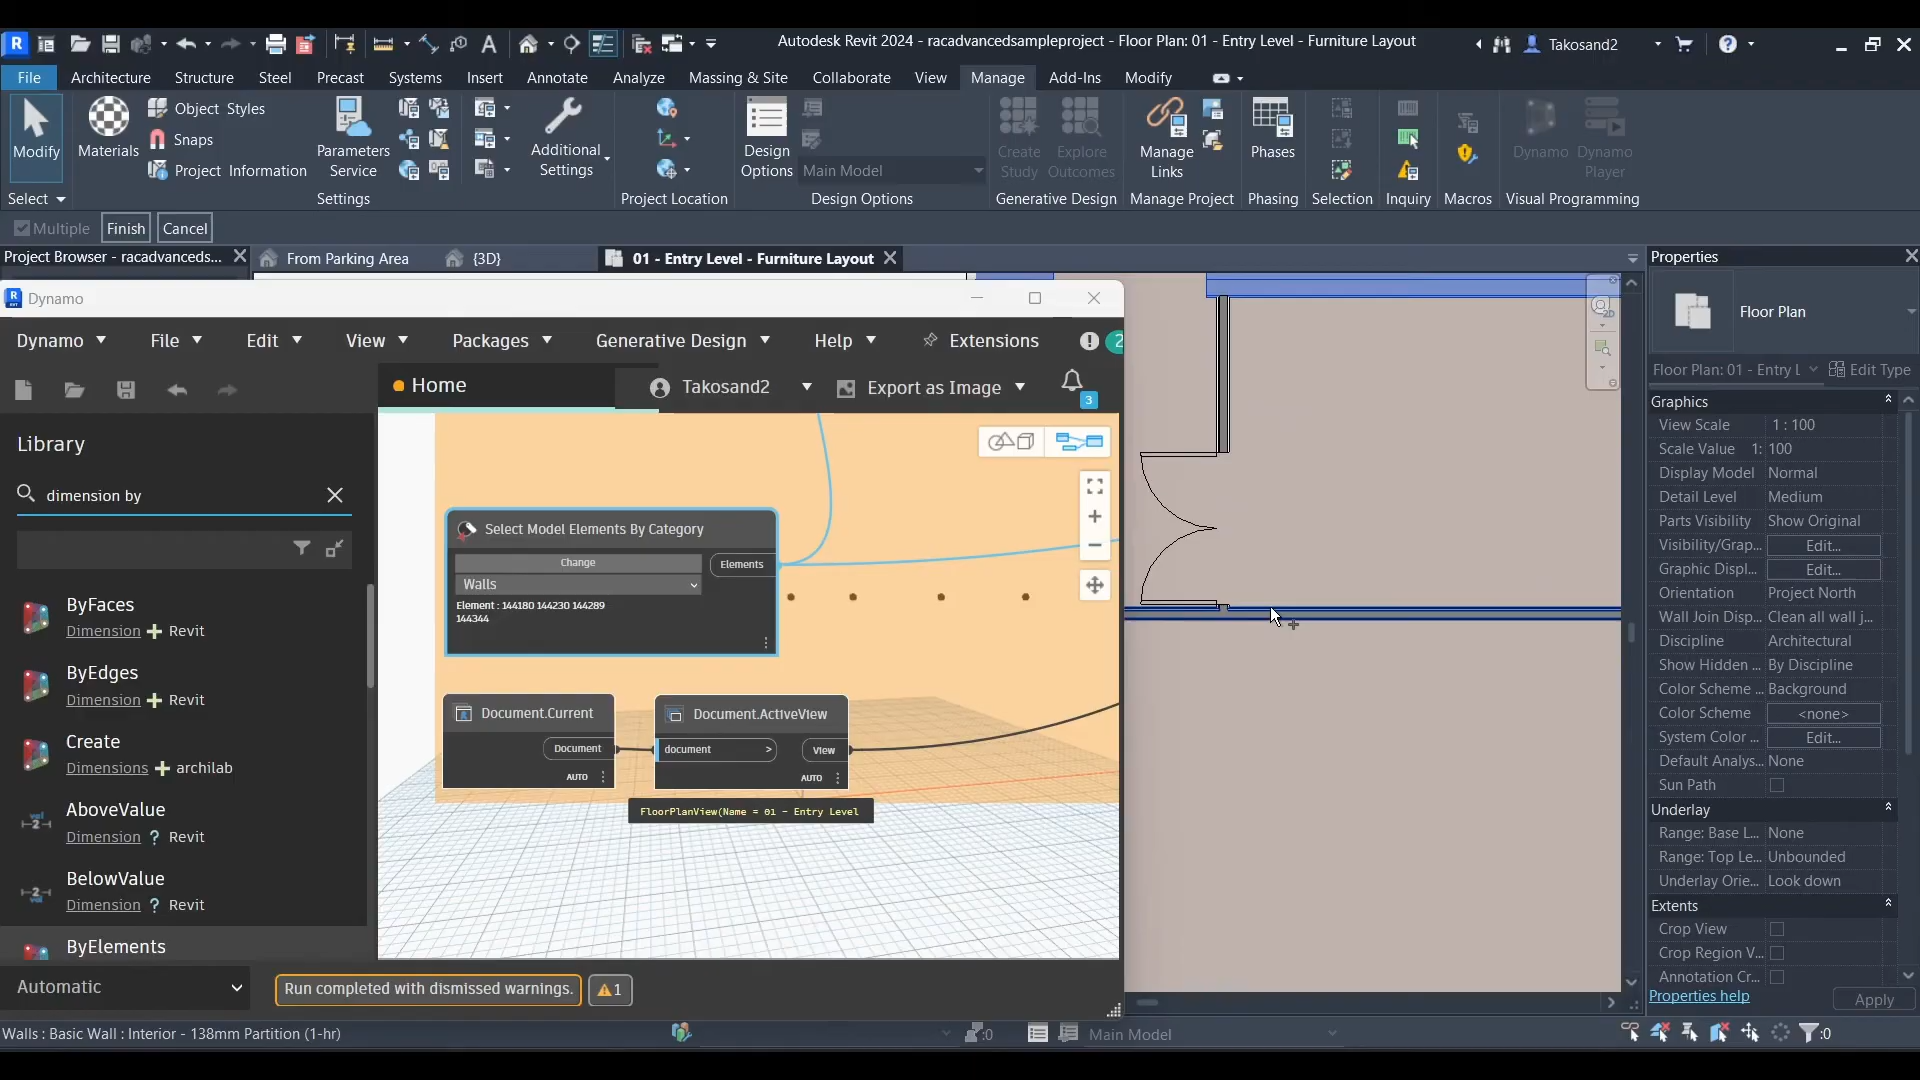 Autodesk Revit 2024 - racadvancedsampleproject - Floor Plan: 01 - Entry Level - Furniture Layout
Takosand2
File Architecture Structure Steel Precast Systems Insert Annotate Analyze Massing & Site Collaborate View Manage Add-Ins Modify
Modify
Materials
Object Styles
Snaps
Project Information
Parameters Service
Additional Settings
Design Options
Main Model
Create Study
Explore Outcomes
Manage Links
Phases
Dynamo
Dynamo Player
Select Settings Project Location Design Options Generative Design Manage Project Phasing Selection Inquiry Macros Visual Programming
Multiple Finish Cancel
Project Browser - racadvanceds...
From Parking Area
{3D}
01 - Entry Level - Furniture Layout
Properties
Dynamo
Dynamo File Edit View Packages Generative Design Help Extensions 2
Home
Takosand2
Export as Image
3
Library
dimension by
ByFaces
Dimension Revit
ByEdges
Dimension Revit
Create
Dimensions archilab
AboveValue
Dimension ? Revit
BelowValue
Dimension ? Revit
ByElements
Automatic
Run completed with dismissed warnings.
1
Select Model Elements By Category
Change
Elements
Walls
Element : 144180 144230 144289
144344
Document.Current
Document
AUTO
Document.ActiveView
document >
View
AUTO
FloorPlanView(Name = 01 - Entry Level
Floor Plan
Floor Plan: 01 - Entry L
Edit Type
Graphics
View Scale 1 : 100
Scale Value 1: 100
Display Model Normal
Detail Level Medium
Parts Visibility Show Original
Visibility/Grap... Edit...
Graphic Displ... Edit...
Orientation Project North
Wall Join Disp... Clean all wall j...
Discipline Architectural
Show Hidden ... By Discipline
Color Scheme ... Background
Color Scheme <none>
System Color ... Edit...
Default Analys... None
Sun Path
Underlay
Range: Base L... None
Range: Top Le... Unbounded
Underlay Orie... Look down
Extents
Crop View
Crop Region V...
Annotation Cr...
Properties help
Apply
Walls : Basic Wall : Interior - 138mm Partition (1-hr)
:0
Main Model
:0